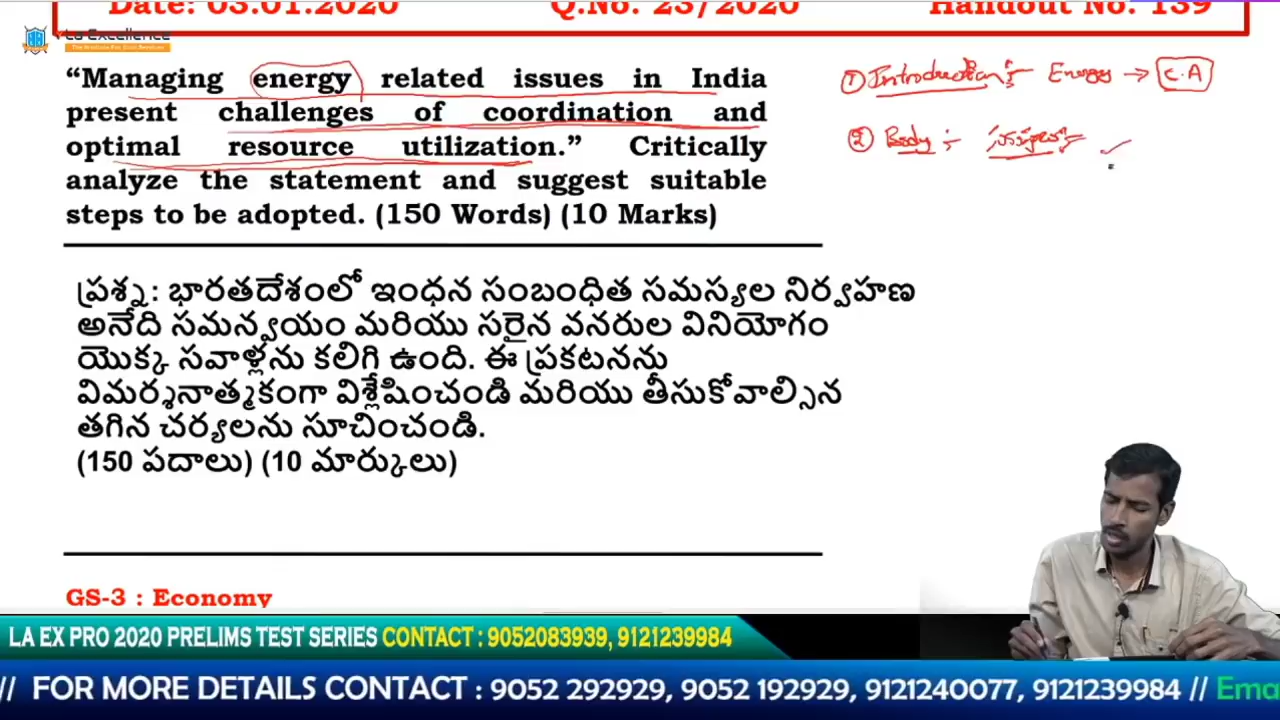 Date: 03.01.2020 Q.No. 23/2020 Handout No. 139
La Excellence
“Managing energy related issues in India
present challenges of coordination and
optimal resource utilization.” Critically
analyze the statement and suggest suitable
steps to be adopted. (150 Words) (10 Marks)
① Introduction :- Energy → C.A
② Body :- "issues" =
ప్రశ్న: భారతదేశంలో ఇంధన సంబంధిత సమస్యల నిర్వహణ
అనేది సమన్వయం మరియు సరైన వనరుల వినియోగం
యొక్క సవాళ్లను కలిగి ఉంది. ఈ ప్రకటనను
విమర్శనాత్మకంగా విశ్లేషించండి మరియు తీసుకోవాల్సిన
తగిన చర్యలను సూచించండి.
(150 పదాలు) (10 మార్కులు)
GS-3 : Economy
LA EX PRO 2020 PRELIMS TEST SERIES CONTACT : 9052083939, 9121239984
// FOR MORE DETAILS CONTACT : 9052 292929, 9052 192929, 9121240077, 9121239984 // Ema